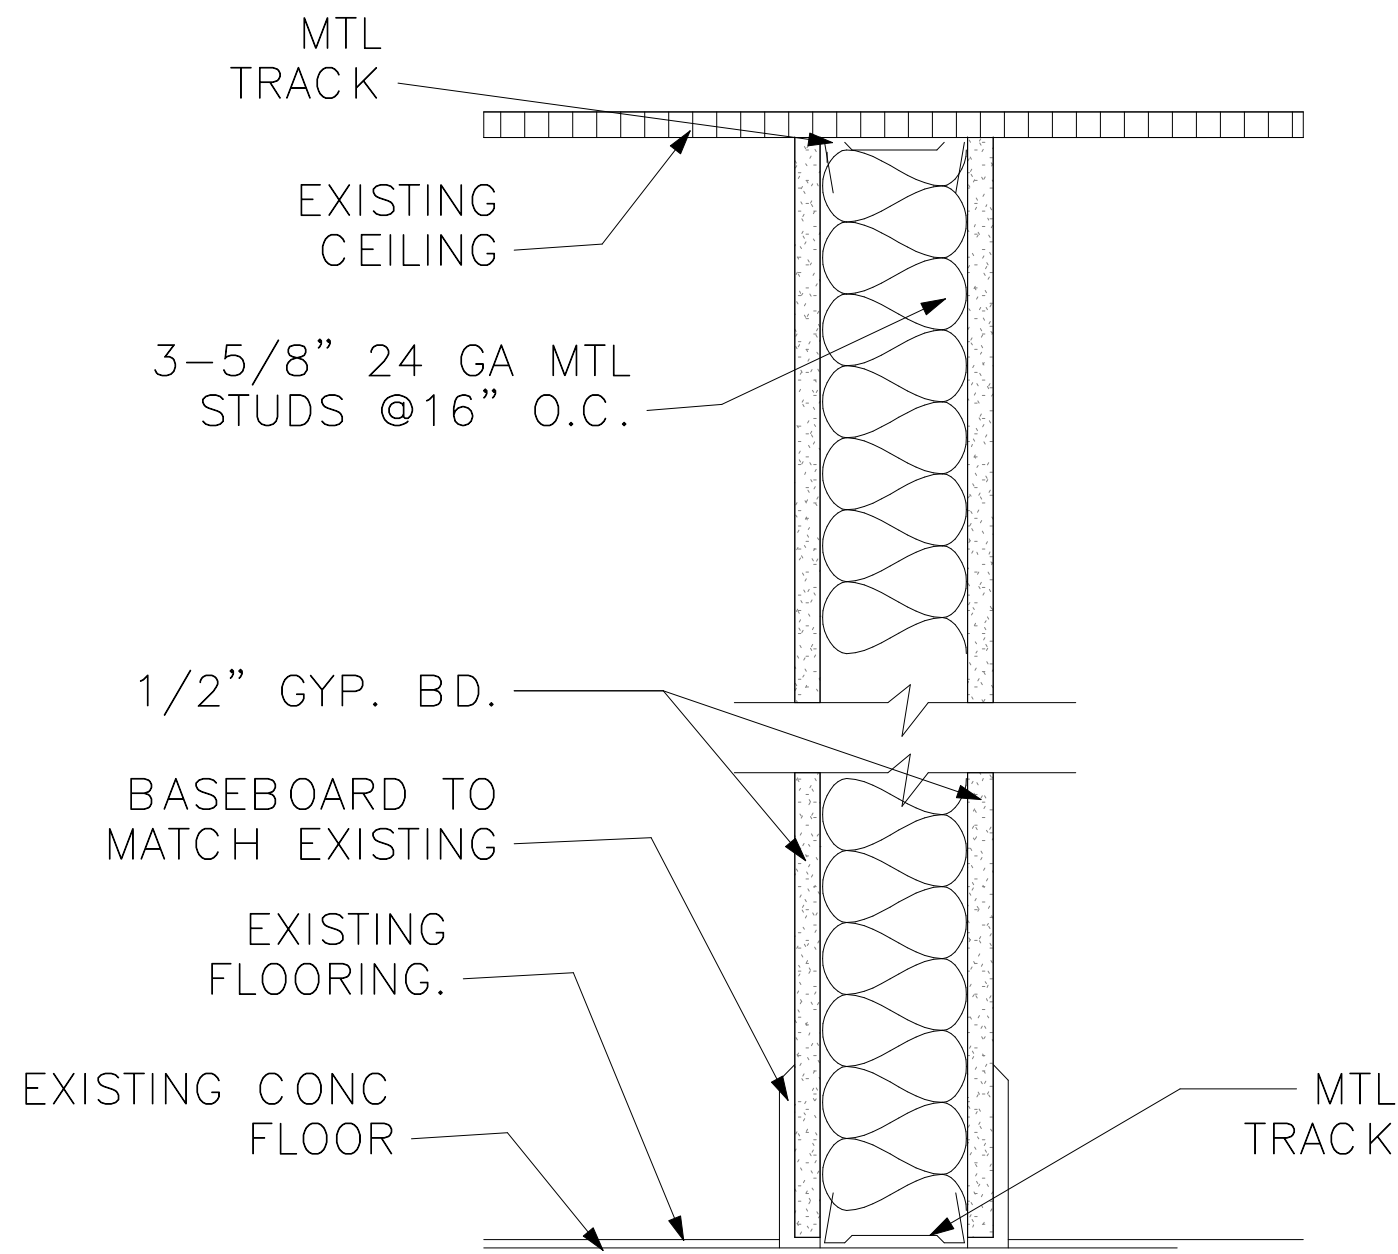 MTL
TRACK
EXISTING
CEILING
3-5/8” 24 GA MTL
STUDS @16” O.C.
1/2” GYP. BD.
BASEBOARD TO
MATCH EXISTING
EXISTING
FLOORING.
EXISTING CONC
FLOOR
MTL
TRACK